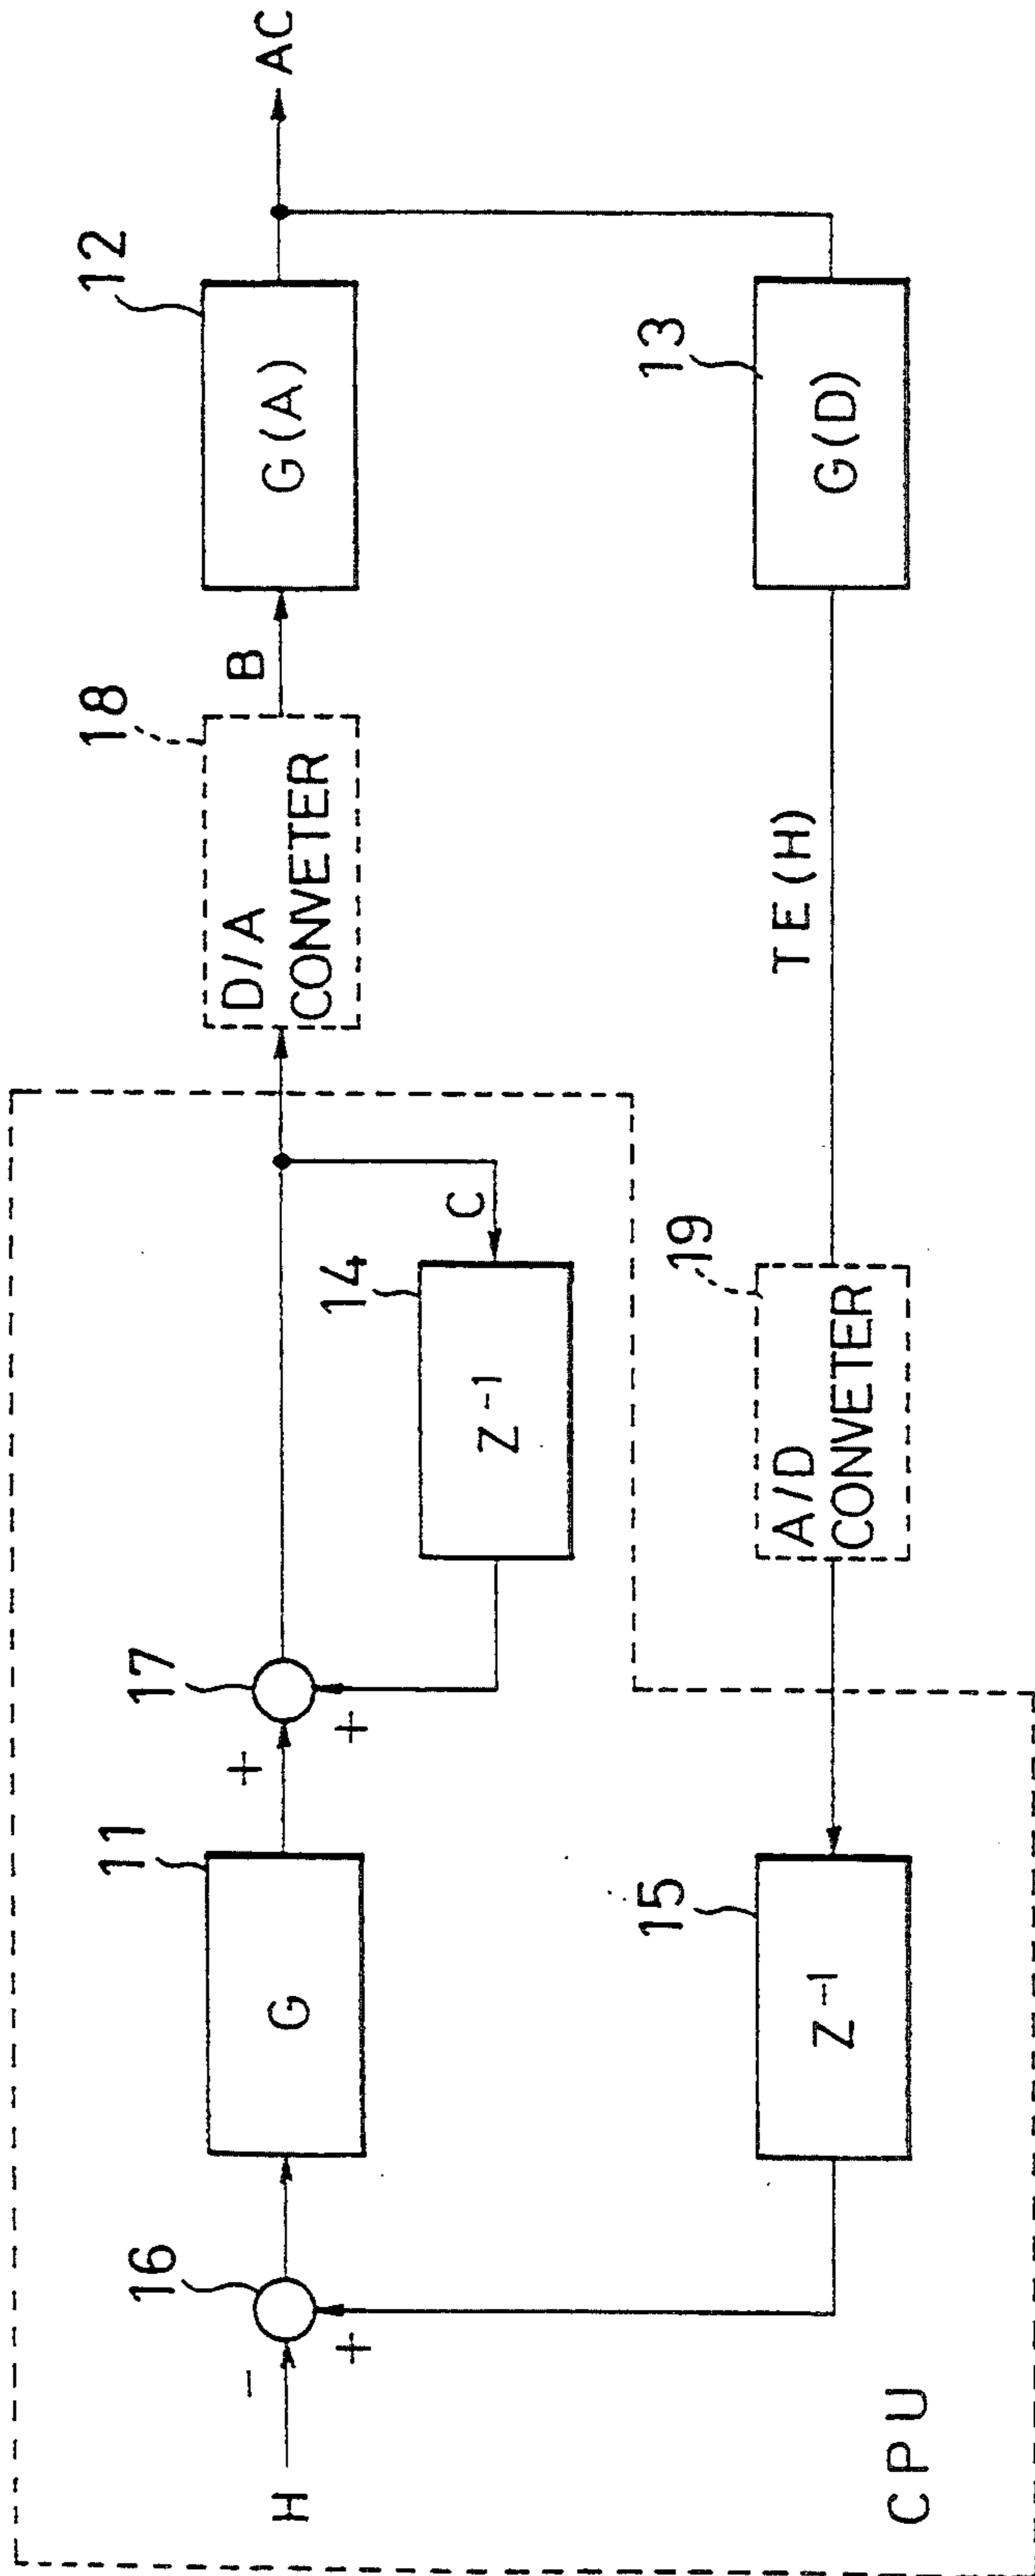 12
AC
18
B
G(A)
D/A
CONVETER
14
C
Z⁻¹
17
+
+
11
G
16
−
+
H
13
G(D)
TE(H)
19
A/D
CONVETER
15
Z⁻¹
CPU